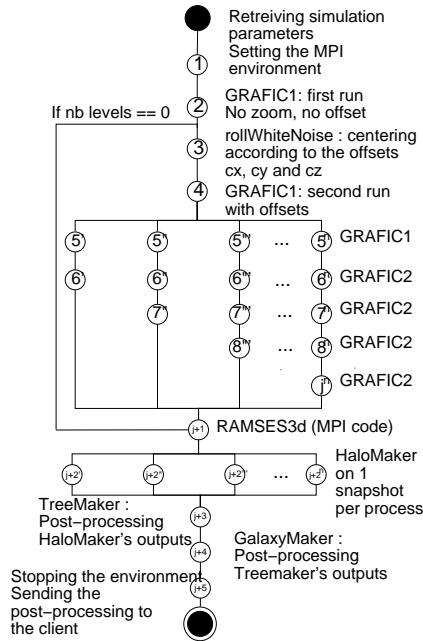 Retreiving simulation
parameters
Setting the MPI
environment
1
GRAFIC1: first run
No zoom, no offset
2
If nb levels == 0
rollWhiteNoise : centering
according to the offsets
cx, cy and cz
3
4
GRAFIC1: second run
with offsets
5' 5'' 5''' ... 5n GRAFIC1
6' 6'' 6''' ... 6n GRAFIC2
7'' 7''' ... 7n GRAFIC2
8''' ... 8n GRAFIC2
jn GRAFIC2
j+1 RAMSES3d (MPI code)
HaloMaker
on 1
snapshot
per process
j+2' j+2'' j+2''' ... j+2n
TreeMaker :
Post−processing
HaloMaker's outputs
j+3
j+4
GalaxyMaker :
Post−processing
Treemaker's outputs
j+5
Stopping the environment
Sending the
post−processing to
the client